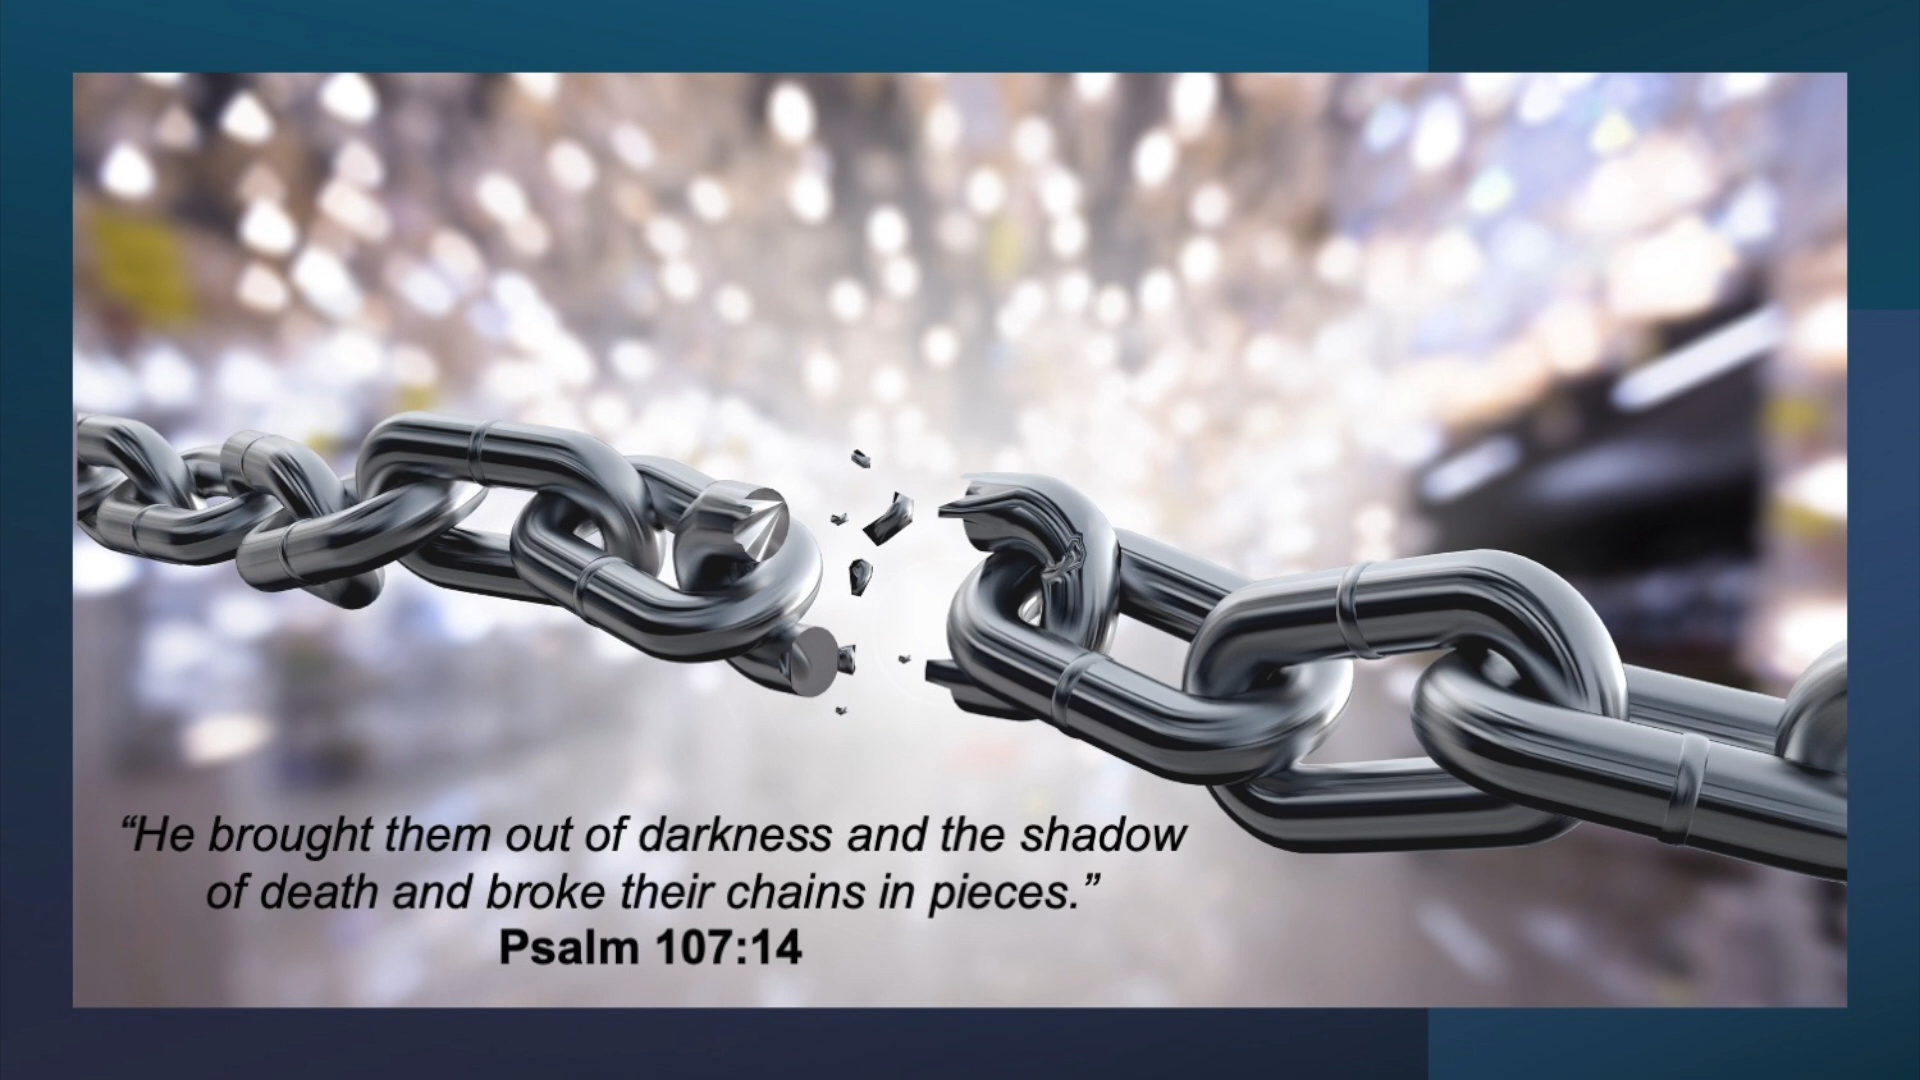 “He brought them out of darkness and the shadow
of death and broke their chains in pieces.”
Psalm 107:14